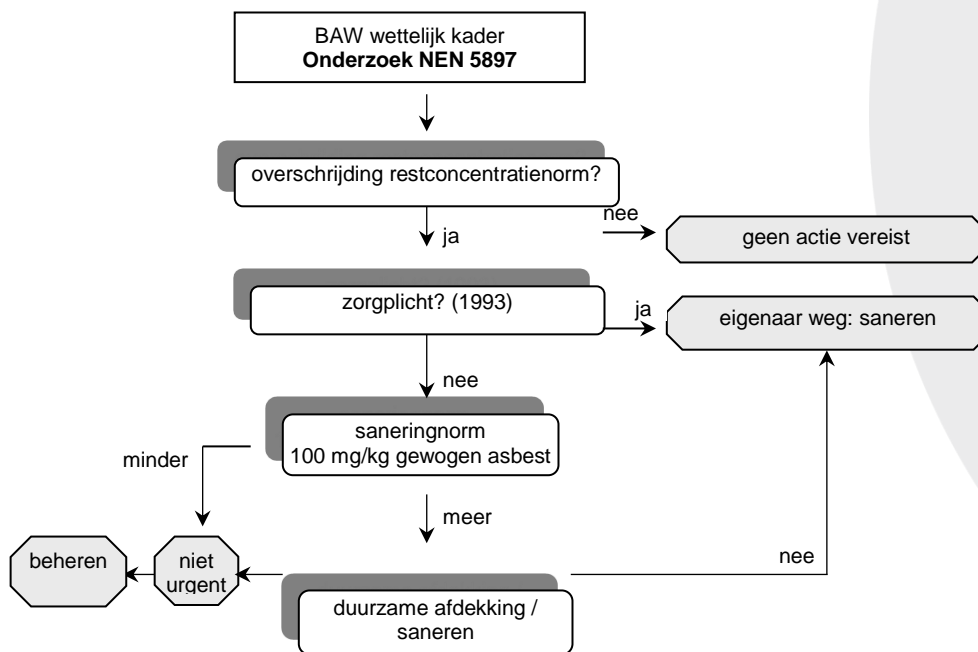 BAW wettelijk kader
Onderzoek NEN 5897
overschrijding restconcentratienorm?
nee
ja
geen actie vereist
zorgplicht? (1993)
ja
eigenaar weg: saneren
nee
saneringnorm
100 mg/kg gewogen asbest
minder
meer
beheren
niet
urgent
nee
duurzame afdekking /
saneren